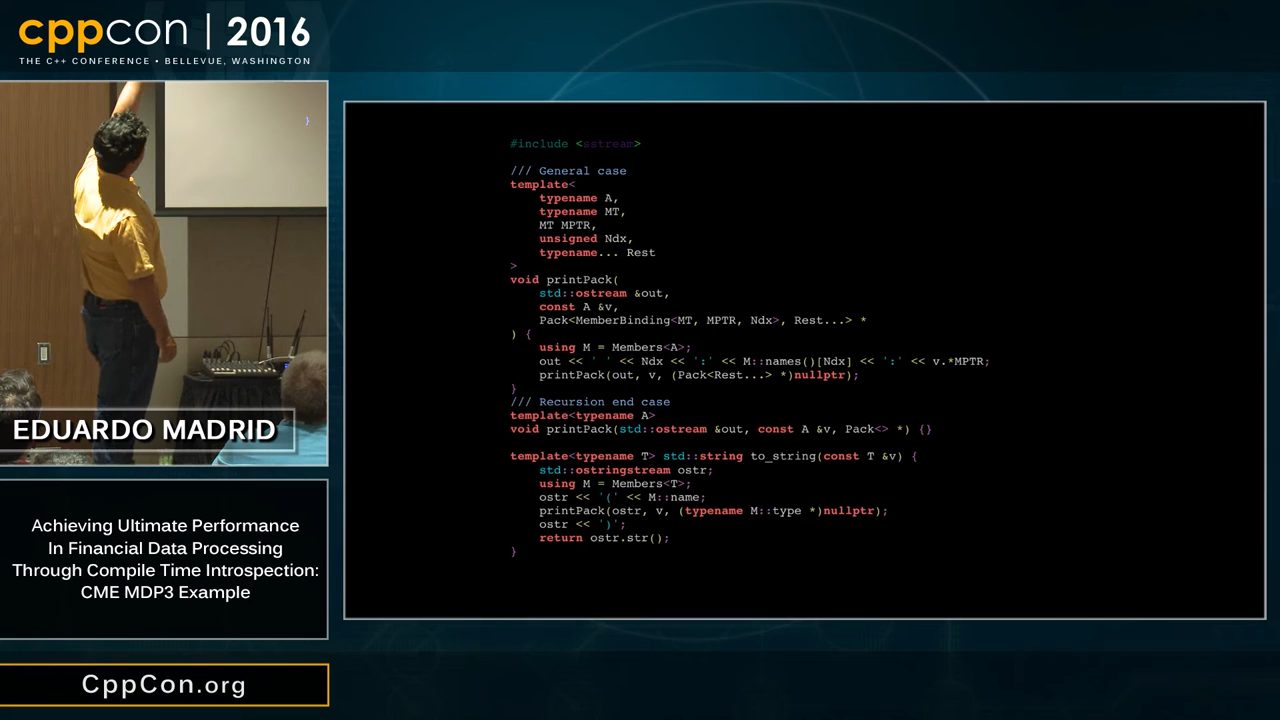 cppcon | 2016
THE C++ CONFERENCE • BELLEVUE, WASHINGTON
}
EDUARDO MADRID
Achieving Ultimate Performance
In Financial Data Processing
Through Compile Time Introspection:
CME MDP3 Example
CppCon.org
#include <sstream>
/// General case
template<
    typename A,
    typename MT,
    MT MPTR,
    unsigned Ndx,
    typename... Rest
>
void printPack(
    std::ostream &out,
    const A &v,
    Pack<MemberBinding<MT, MPTR, Ndx>, Rest...> *
) {
    using M = Members<A>;
    out << ' ' << Ndx << ':' << M::names()[Ndx] << ':' << v.*MPTR;
    printPack(out, v, (Pack<Rest...> *)nullptr);
}
/// Recursion end case
template<typename A>
void printPack(std::ostream &out, const A &v, Pack<> *) {}
template<typename T> std::string to_string(const T &v) {
    std::ostringstream ostr;
    using M = Members<T>;
    ostr << '(' << M::name;
    printPack(ostr, v, (typename M::type *)nullptr);
    ostr << ')';
    return ostr.str();
}